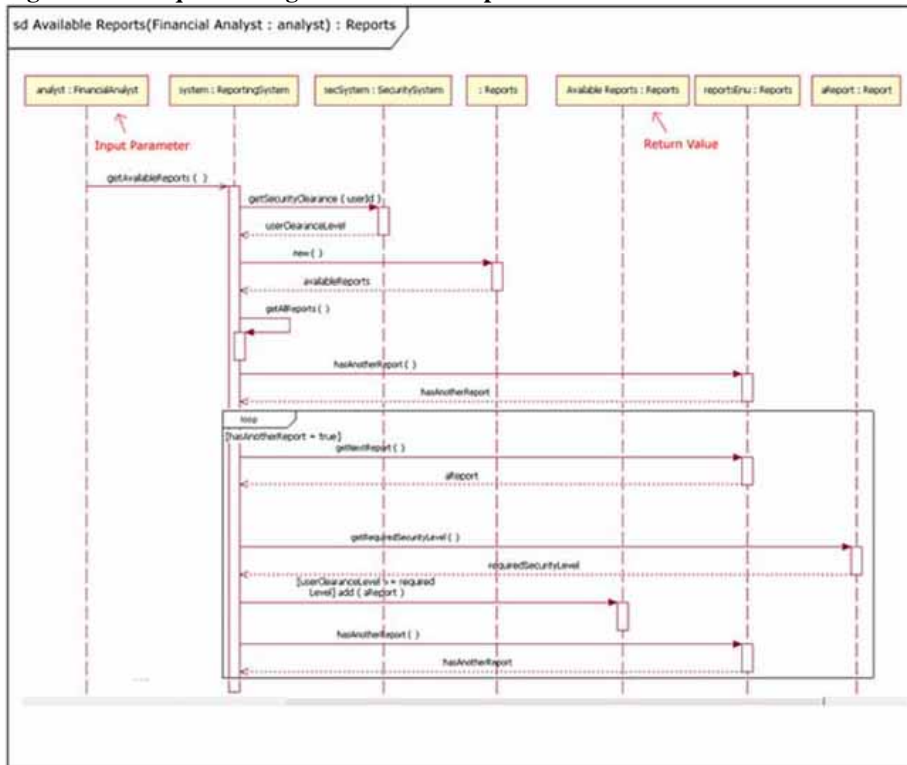 sd Available Reports(Financial Analyst : analyst) : Reports
analyst : FinancialAnalyst
system : ReportingSystem
secSystem : SecuritySystem
: Reports
Available Reports : Reports
reportsEnu : Reports
aReport : Report
Input Parameter
Return Value
getAvailableReports ( )
getSecurityClearance ( userId )
userClearanceLevel
new ( )
availableReports
getAllReports ( )
hasAnotherReport ( )
hasAnotherReport
loop
[hasAnotherReport = true]
getNextReport ( )
aReport
getRequiredSecurityLevel ( )
requiredSecurityLevel
[userClearanceLevel >= required
Level] add ( aReport )
hasAnotherReport ( )
hasAnotherReport